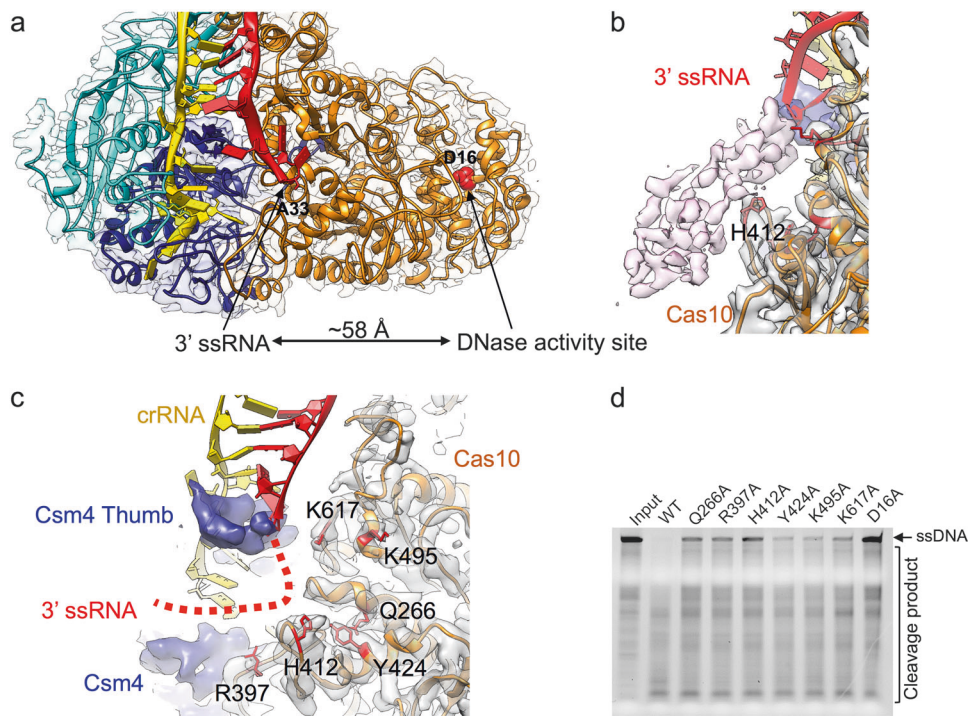 a
D16
A33
3' ssRNA
~58 Å
DNase activity site
b
3' ssRNA
H412
Cas10
c
crRNA
Cas10
Csm4 Thumb
K617
K495
3' ssRNA
Q266
H412
Y424
Csm4
R397
d
Input
WT
Q266A
R397A
H412A
Y424A
K495A
K617A
D16A
ssDNA
Cleavage product